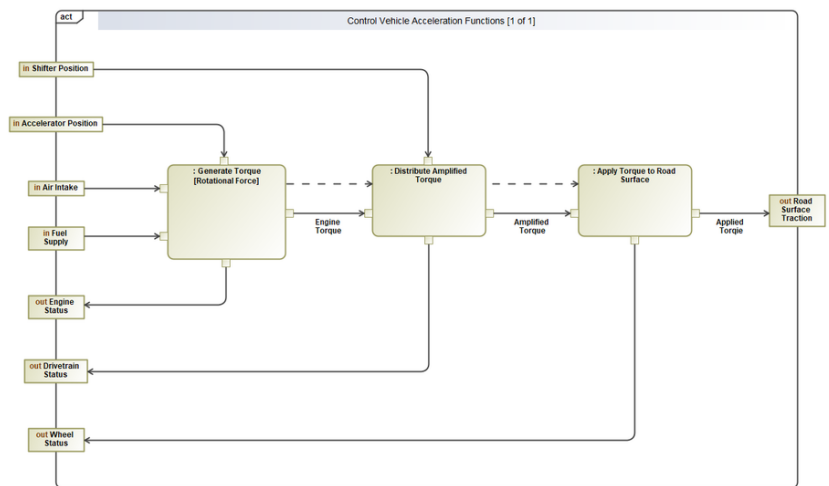 act
Control Vehicle Acceleration Functions [1 of 1]
in Shifter Position
in Accelerator Position
: Generate Torque
[Rotational Force]
: Distribute Amplified
Torque
: Apply Torque to Road
Surface
in Air Intake
out Road
Surface
Traction
Engine
Torque
Amplified
Torque
Applied
Torqie
in Fuel
Supply
out Engine
Status
out Drivetrain
Status
out Wheel
Status